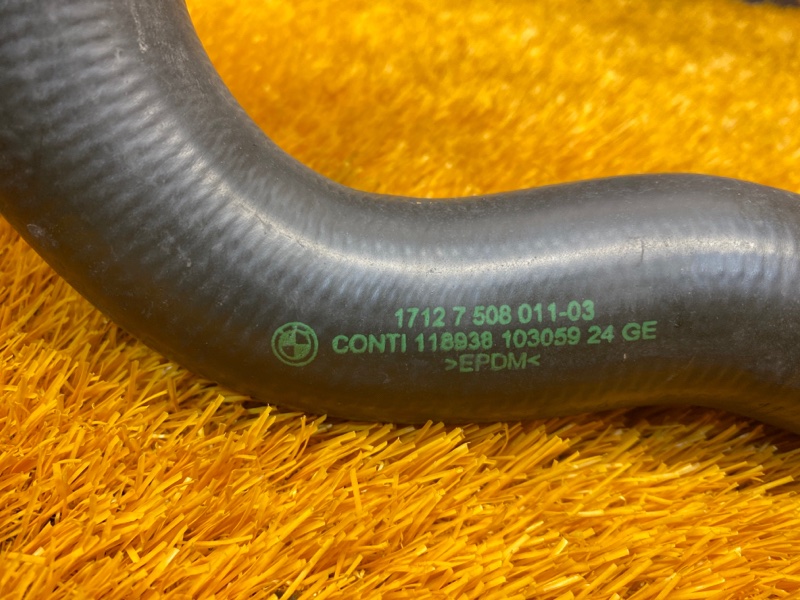 1712 7 508 011-03
CONTI 118938 103059 24 GE
>EPDM<